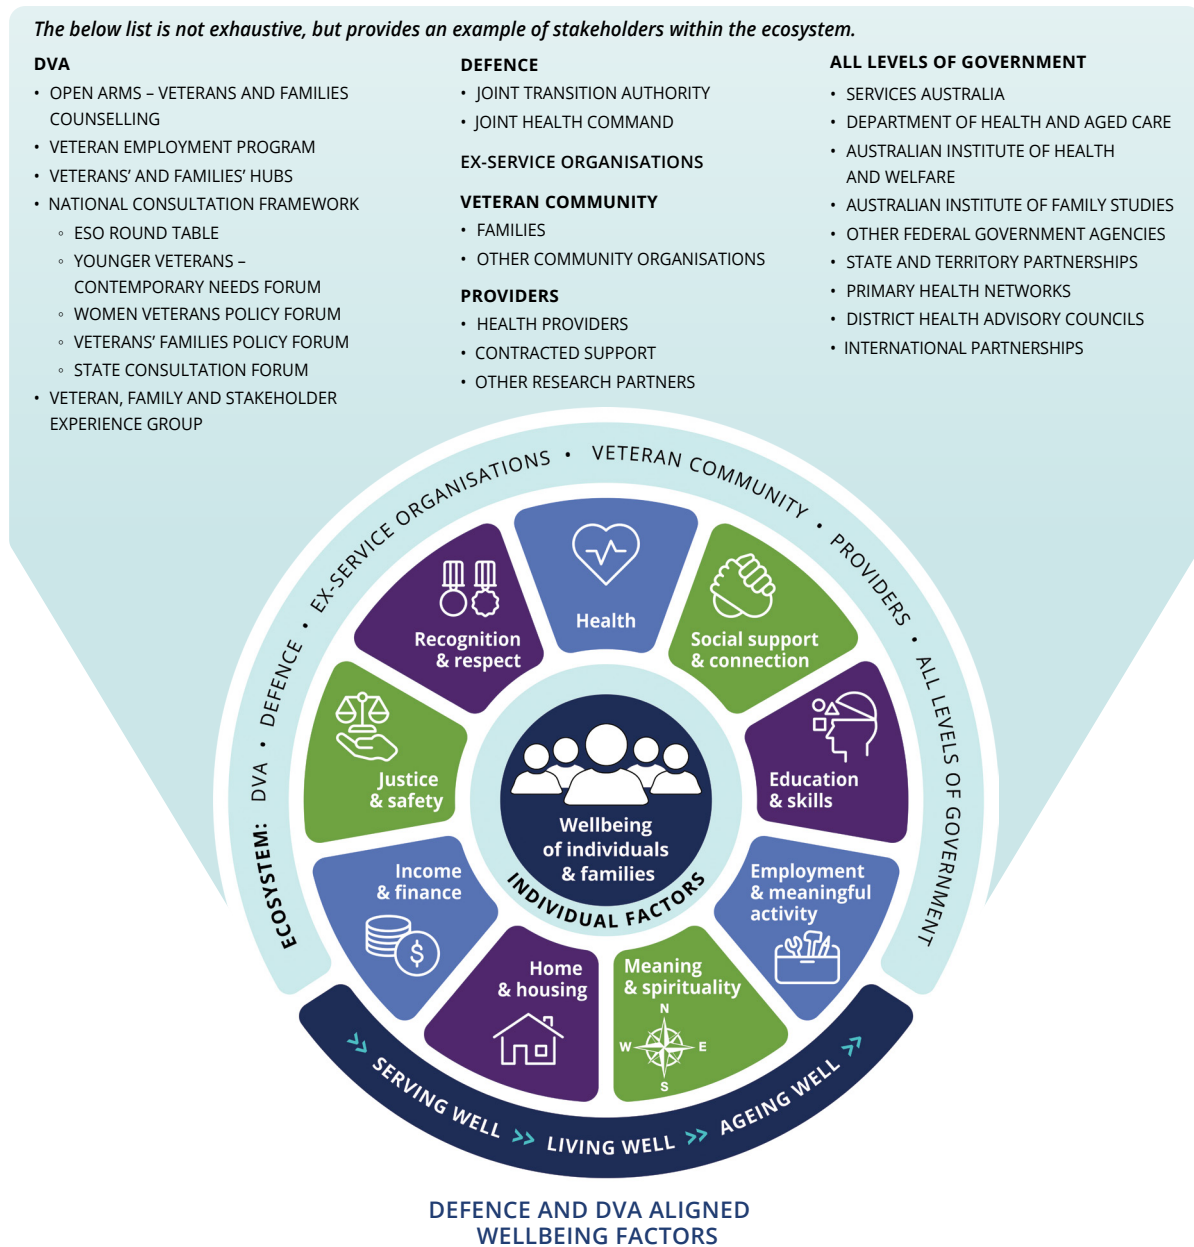 The below list is not exhaustive, but provides an example of stakeholders within the ecosystem.
DVA
• OPEN ARMS – VETERANS AND FAMILIES
COUNSELLING
• VETERAN EMPLOYMENT PROGRAM
• VETERANS' AND FAMILIES' HUBS
• NATIONAL CONSULTATION FRAMEWORK
◦ ESO ROUND TABLE
◦ YOUNGER VETERANS –
CONTEMPORARY NEEDS FORUM
◦ WOMEN VETERANS POLICY FORUM
◦ VETERANS' FAMILIES POLICY FORUM
◦ STATE CONSULTATION FORUM
• VETERAN, FAMILY AND STAKEHOLDER
EXPERIENCE GROUP
DEFENCE
• JOINT TRANSITION AUTHORITY
• JOINT HEALTH COMMAND
EX-SERVICE ORGANISATIONS
VETERAN COMMUNITY
• FAMILIES
• OTHER COMMUNITY ORGANISATIONS
PROVIDERS
• HEALTH PROVIDERS
• CONTRACTED SUPPORT
• OTHER RESEARCH PARTNERS
ALL LEVELS OF GOVERNMENT
• SERVICES AUSTRALIA
• DEPARTMENT OF HEALTH AND AGED CARE
• AUSTRALIAN INSTITUTE OF HEALTH
AND WELFARE
• AUSTRALIAN INSTITUTE OF FAMILY STUDIES
• OTHER FEDERAL GOVERNMENT AGENCIES
• STATE AND TERRITORY PARTNERSHIPS
• PRIMARY HEALTH NETWORKS
• DISTRICT HEALTH ADVISORY COUNCILS
• INTERNATIONAL PARTNERSHIPS
ECOSYSTEM: DVA • DEFENCE • EX-SERVICE ORGANISATIONS • VETERAN COMMUNITY • PROVIDERS • ALL LEVELS OF GOVERNMENT
Health
Social support
& connection
Education
& skills
Employment
& meaningful
activity
Meaning
& spirituality
N
W
E
S
Home
& housing
Income
& finance
$
Justice
& safety
Recognition
& respect
Wellbeing
of individuals
& families
INDIVIDUAL FACTORS
>> SERVING WELL >> LIVING WELL >> AGEING WELL >>
DEFENCE AND DVA ALIGNED
WELLBEING FACTORS